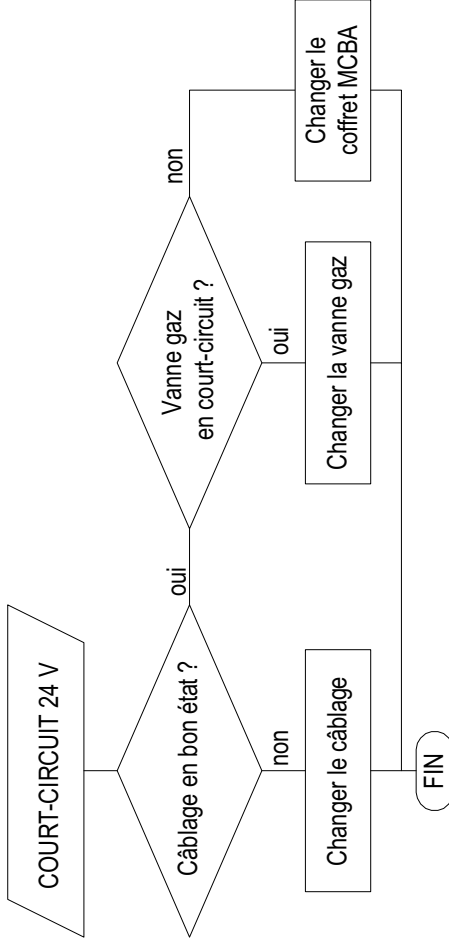 COURT-CIRCUIT 24 V
Câblage en bon état ?
oui
non
Changer le câblage
Vanne gaz
en court-circuit ?
non
oui
Changer la vanne gaz
Changer le
coffret MCBA
FIN